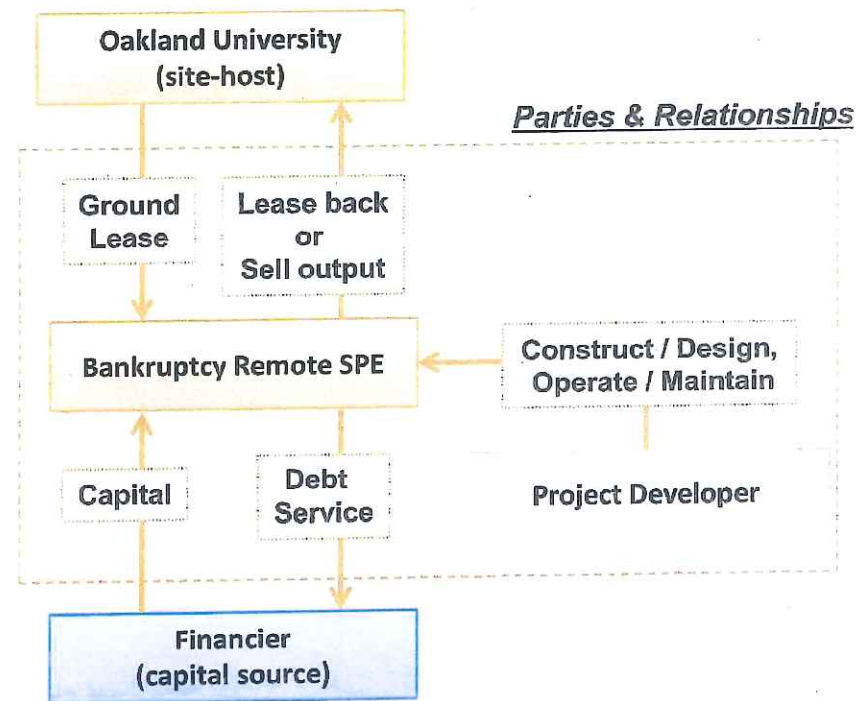 Oakland University
(site-host)
Parties & Relationships
Ground
Lease
Lease back
or
Sell output
Bankruptcy Remote SPE
Construct / Design,
Operate / Maintain
Capital
Debt
Service
Project Developer
Financier
(capital source)